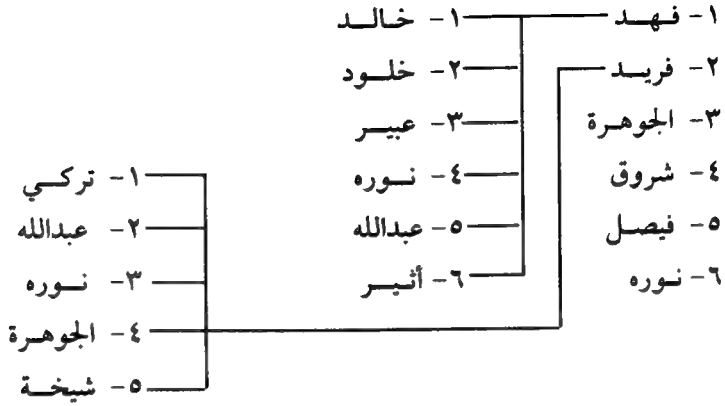 ١- فهد
٢- فريد
٣- الجوهرة
٤- شروق
٥- فيصل
٦- نوره
١- خالد
٢- خلود
٣- عبير
٤- نوره
٥- عبدالله
٦- أثير
١- تركي
٢- عبدالله
٣- نوره
٤- الجوهرة
٥- شيخة